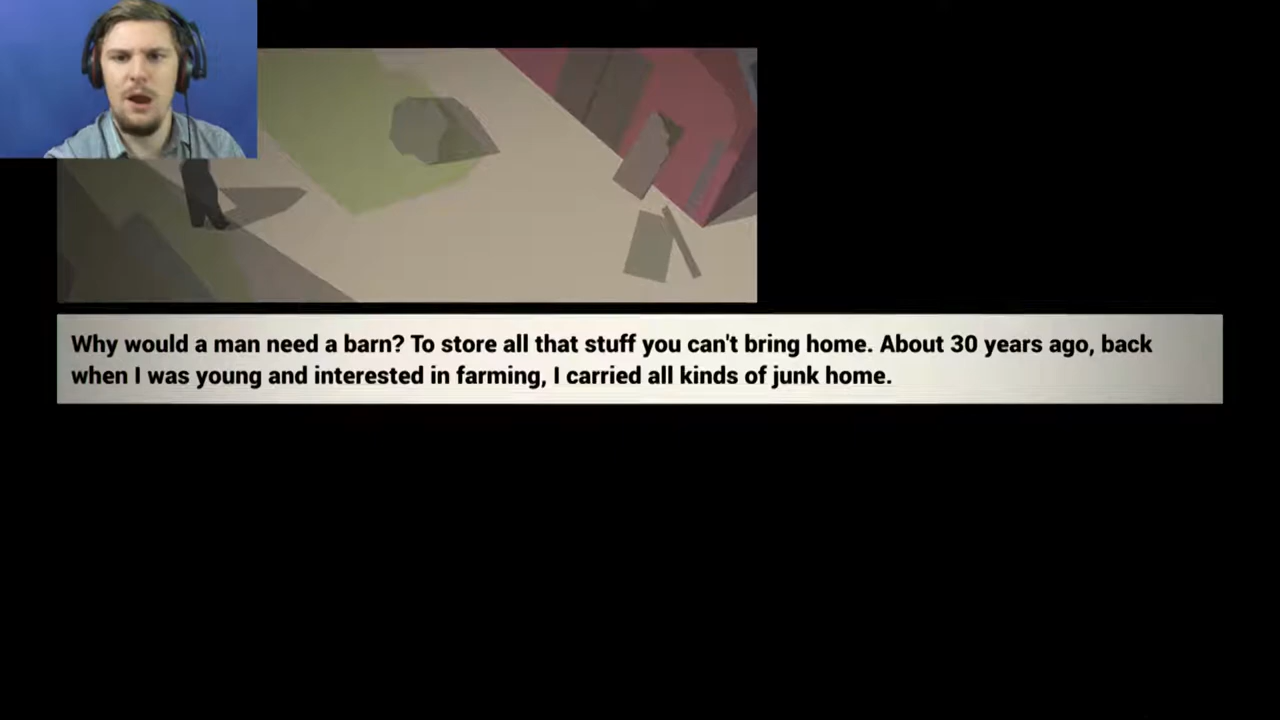 Why would a man need a barn? To store all that stuff you can't bring home. About 30 years ago, back
when I was young and interested in farming, I carried all kinds of junk home.